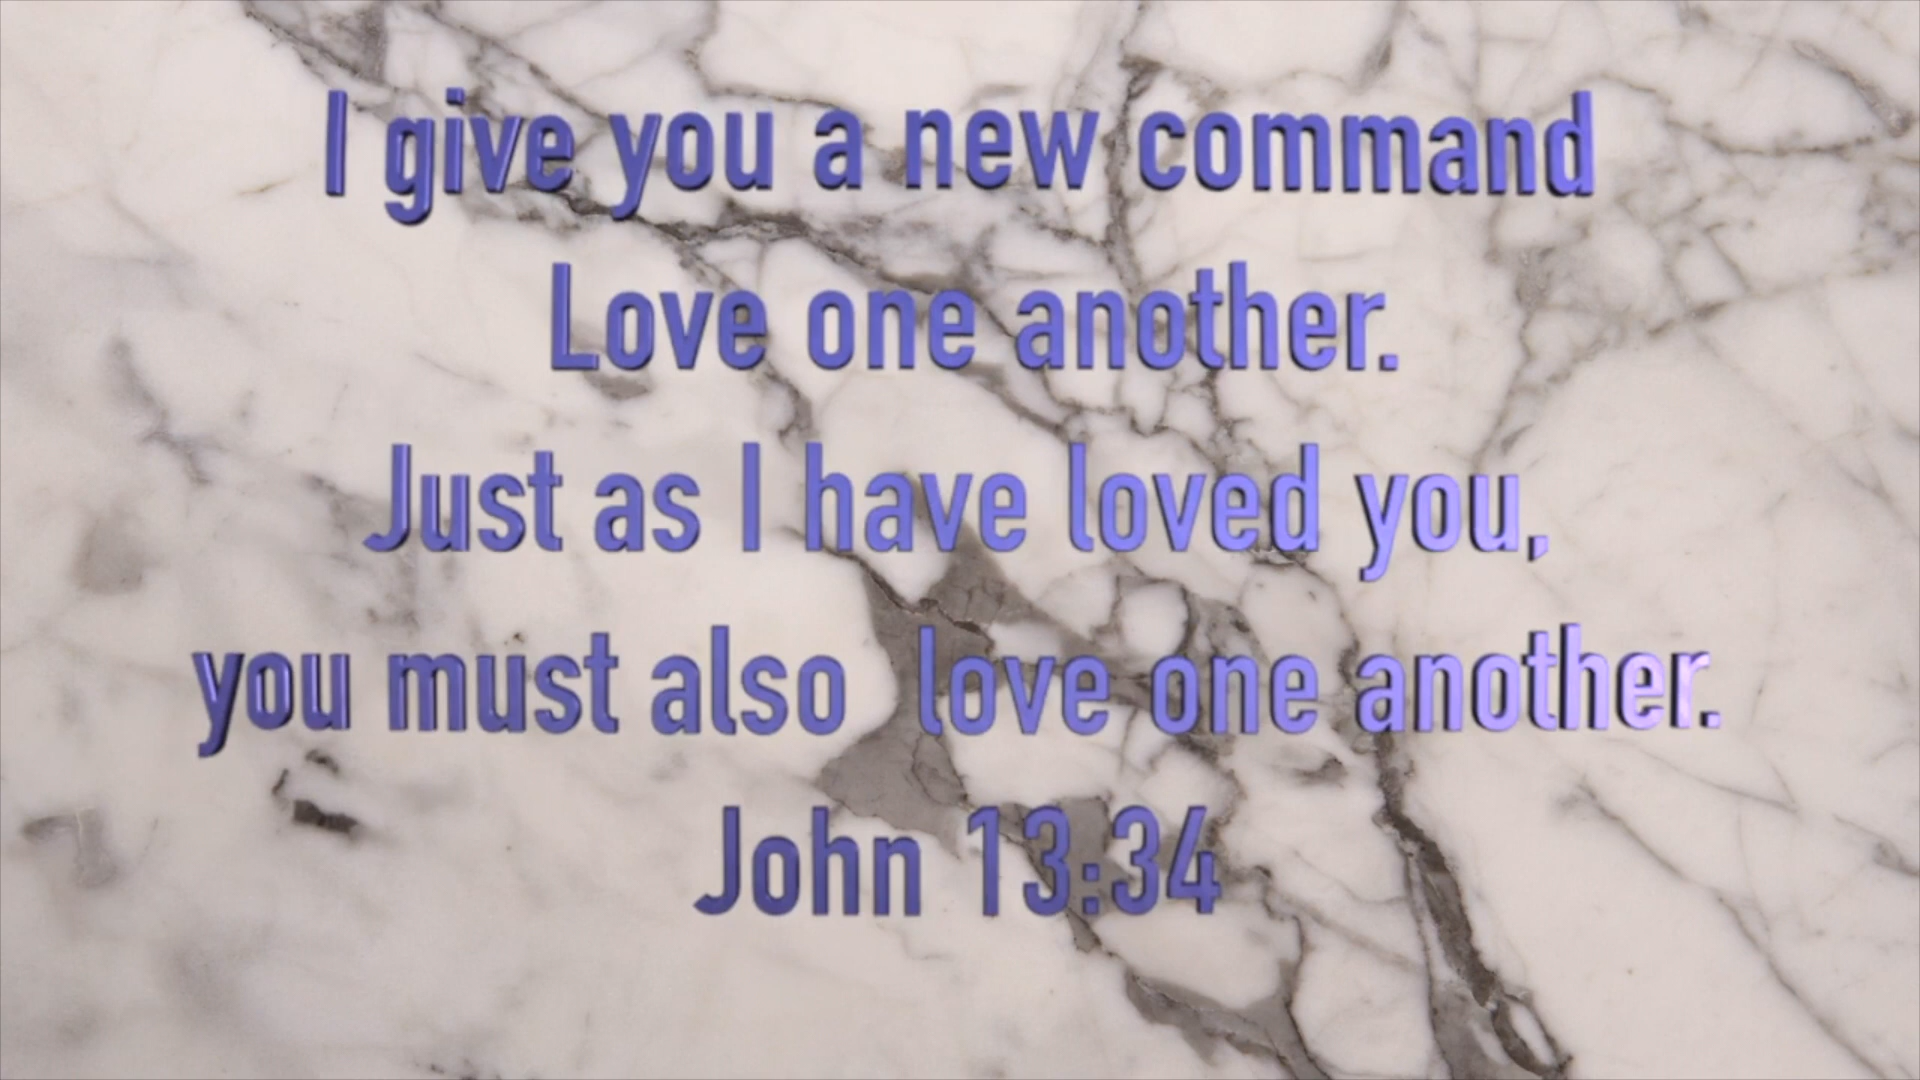 I give you a new command
Love one another.
Just as I have loved you,
you must also  love one another.
John 13:34